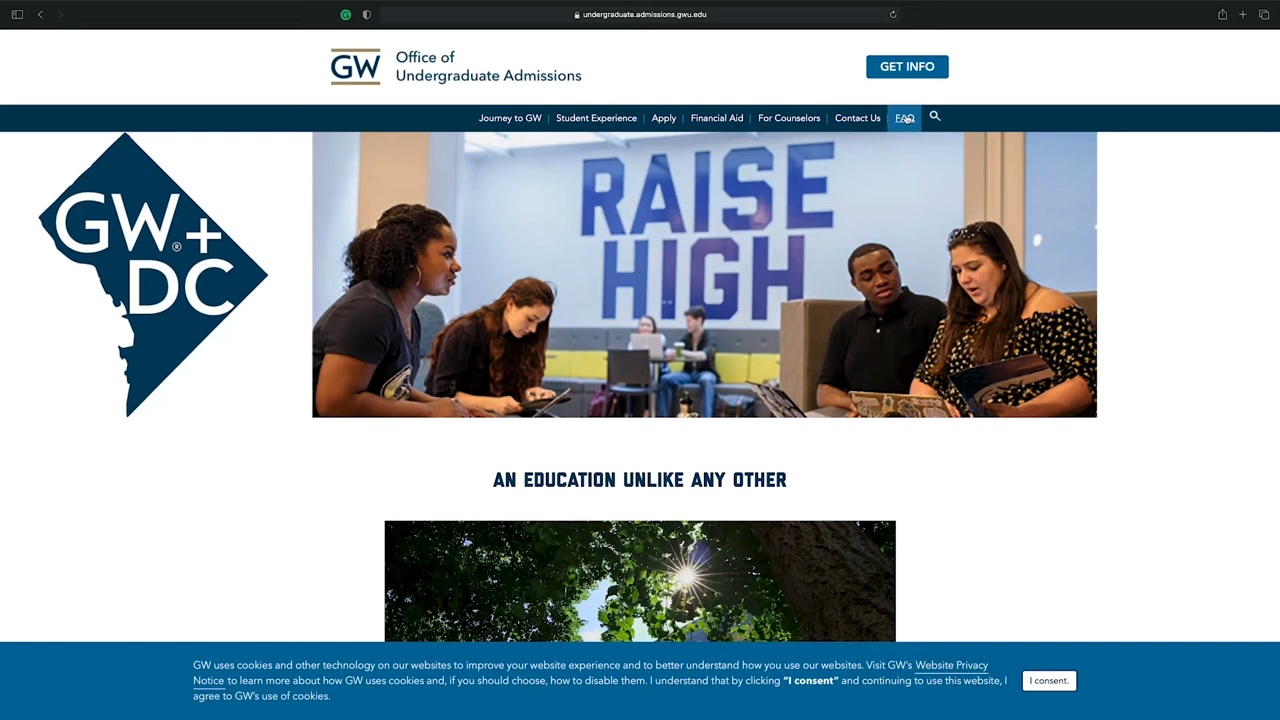 undergraduate.admissions.gwu.edu
GW
Office of
Undergraduate Admissions
GET INFO
Journey to GW | Student Experience | Apply | Financial Aid | For Counselors | Contact Us | FAQ
GW®+
DC
RAISE
HIGH
AN EDUCATION UNLIKE ANY OTHER
GW uses cookies and other technology on our websites to improve your website experience and to better understand how you use our websites. Visit GW's Website Privacy
Notice to learn more about how GW uses cookies and, if you should choose, how to disable them. I understand that by clicking "I consent" and continuing to use this website, I
agree to GW's use of cookies.
I consent.